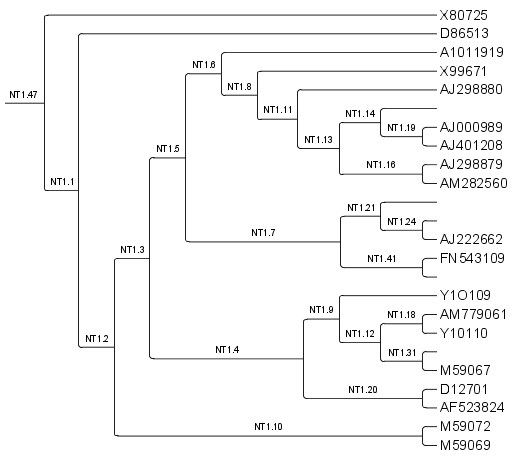 X80725
D86513
A1011919
NT1.6
X99671
NT1.8
AJ298880
NT1.47
NT1.11
NT1.14
AJ000989
NT1.19
NT1.13
AJ401208
NT1.5
AJ298879
NT1.16
AM282560
NT1.1
NT1.21
NT1.24
NT1.7
AJ222662
NT1.3
FN543109
NT1.41
Y1O109
NT1.9
AM779061
NT1.18
NT1.12
Y10110
NT1.2
NT1.4
NT1.31
M59067
D12701
NT1.20
AF523824
M59072
NT1.10
M59069